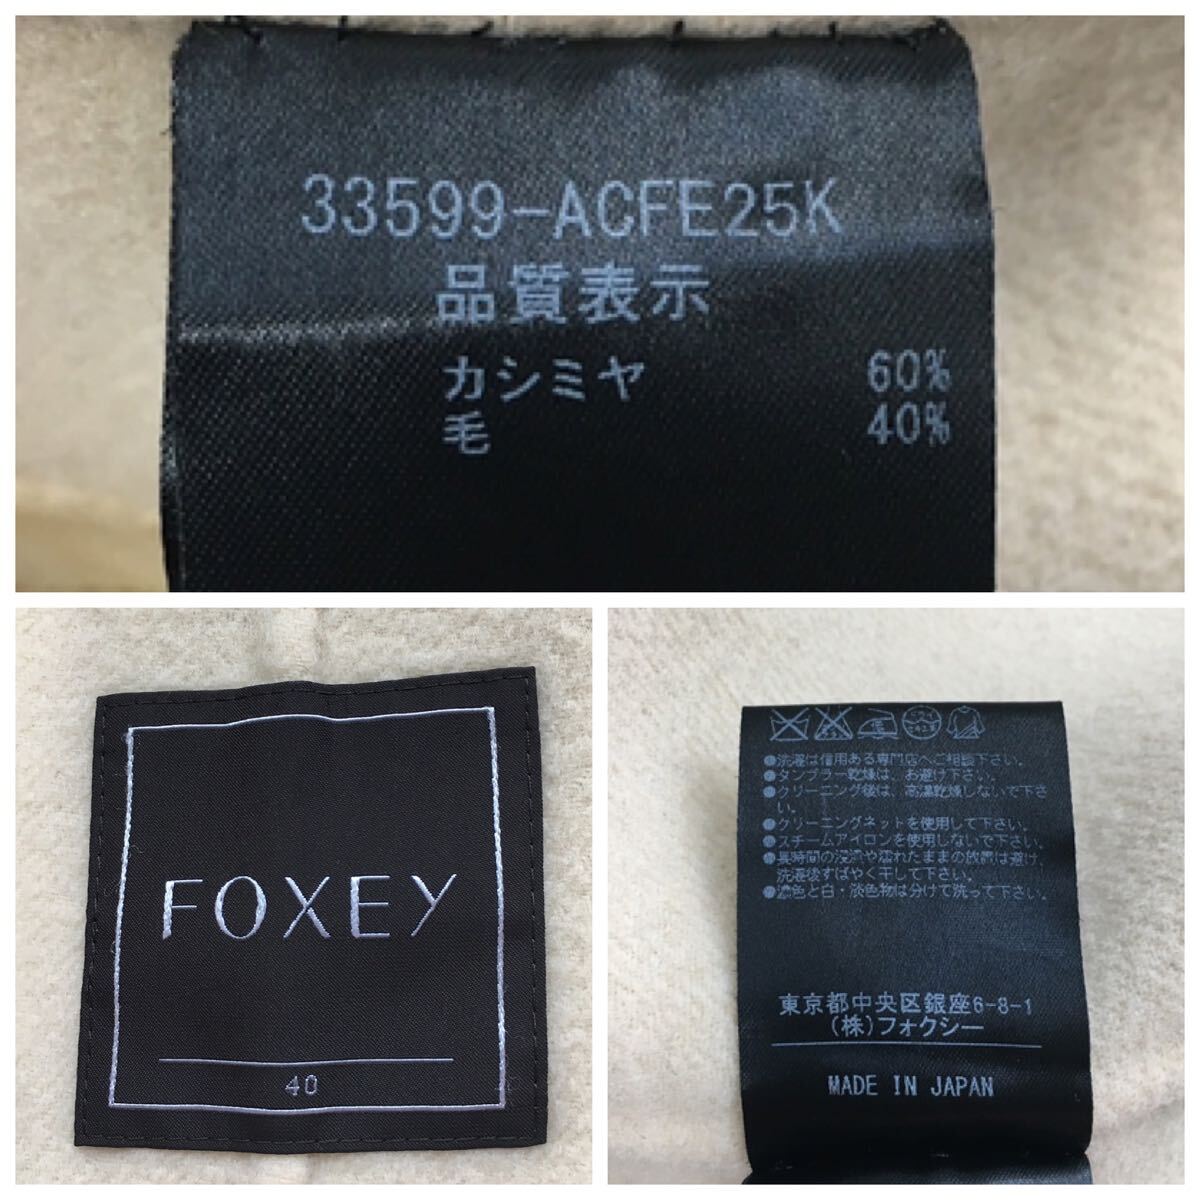 33599-ACFE25K
品質表示
カシミヤ 60%
毛 40%
FOXEY
40
●洗濯は信用ある専門店へご相談下さい。
●タンブラー乾燥は、お避け下さい。
●クリーニング後は、高温乾燥しないで下さ
い。
●クリーニングネットを使用して下さい。
●スチームアイロンを使用しないで下さい。
●長時間の浸漬や濡れたままの放置は避け、
洗濯後すばやく干して下さい。
●濃色と白・淡色物は分けて洗って下さい。
東京都中央区銀座6-8-1
(株)フォクシー
MADE IN JAPAN